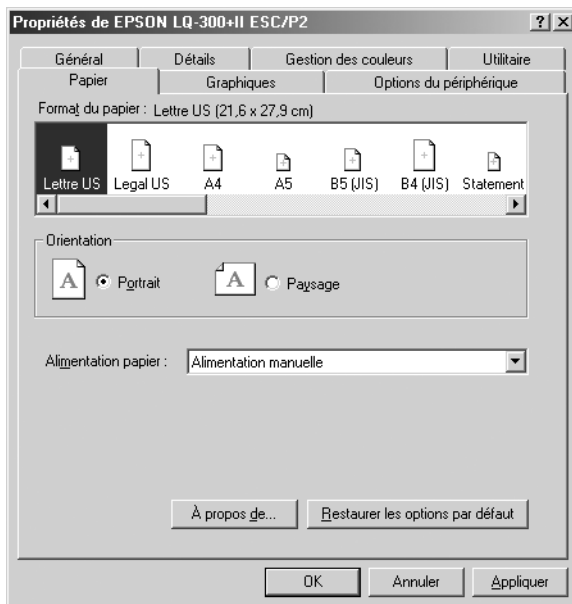 Propriétés de EPSON LQ-300+II ESC/P2
Général Détails Gestion des couleurs Utilitaire
Papier Graphiques Options du périphérique
Format du papier : Lettre US (21,6 x 27,9 cm)
Lettre US Legal US A4 A5 B5 (JIS) B4 (JIS) Statement
Orientation
A Portrait A Paysage
Alimentation papier : Alimentation manuelle
À propos de... Restaurer les options par défaut
OK Annuler Appliquer